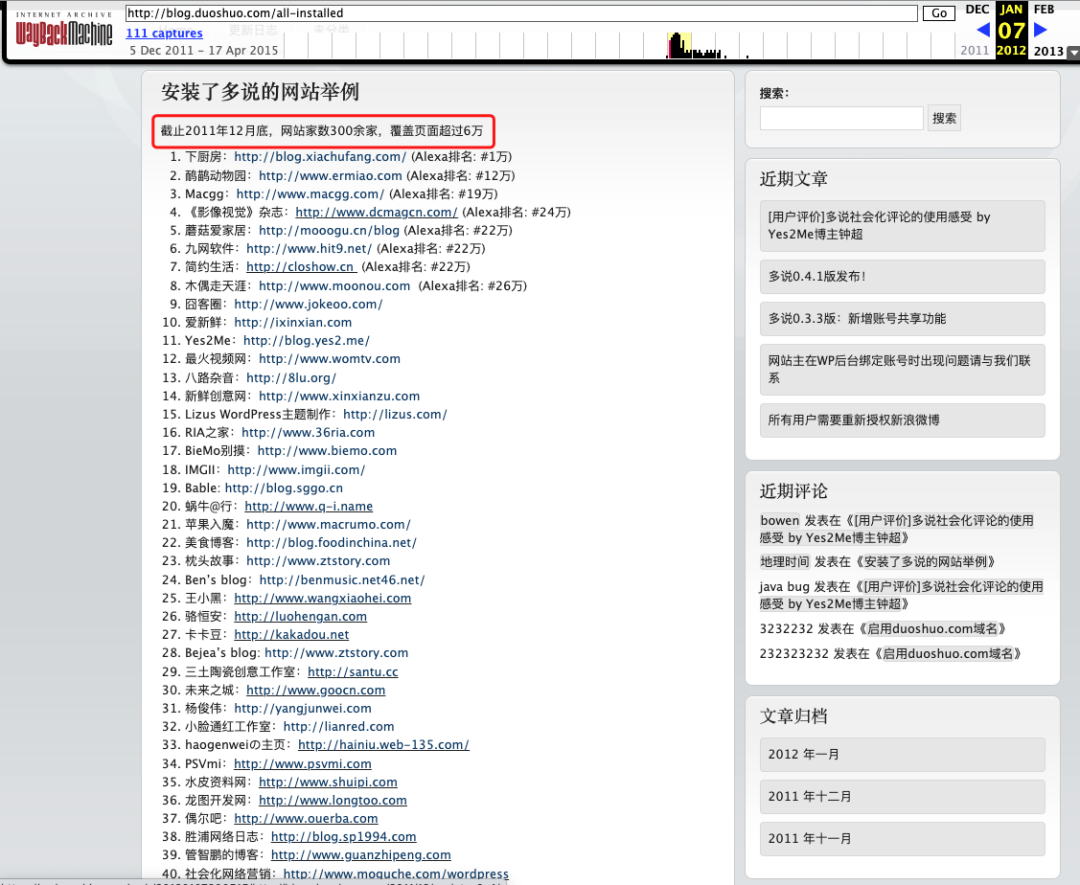 INTERNET ARCHIVE
WayBackMachine
http://blog.duoshuo.com/all-installed
Go
111 captures
5 Dec 2011 - 17 Apr 2015
DEC JAN FEB
07
2011 2012 2013
安装了多说的网站举例
截止2011年12月底，网站家数300余家，覆盖页面超过6万
1. 下厨房：http://blog.xiachufang.com/ (Alexa排名: #1万)
2. 鹋鹋动物园：http://www.ermiao.com (Alexa排名: #12万)
3. Macgg：http://www.macgg.com/ (Alexa排名: #19万)
4. 《影像视觉》杂志：http://www.dcmagcn.com/ (Alexa排名: #24万)
5. 蘑菇爱家居：http://mooogu.cn/blog (Alexa排名: #22万)
6. 九网软件：http://www.hit9.net/ (Alexa排名: #22万)
7. 简约生活：http://closhow.cn (Alexa排名: #22万)
8. 木偶走天涯：http://www.moonou.com (Alexa排名: #26万)
9. 囧客圈：http://www.jokeoo.com/
10. 爱新鲜：http://ixinxian.com
11. Yes2Me：http://blog.yes2.me/
12. 最火视频网：http://www.womtv.com
13. 八路杂音：http://8lu.org/
14. 新鲜创意网：http://www.xinxianzu.com
15. Lizus WordPress主题制作：http://lizus.com/
16. RIA之家：http://www.36ria.com
17. BieMo别摸：http://www.biemo.com
18. IMGII：http://www.imgii.com/
19. Bable: http://blog.sggo.cn
20. 蜗牛@行：http://www.q-i.name
21. 苹果入魔：http://www.macrumo.com/
22. 美食博客：http://blog.foodinchina.net/
23. 枕头故事：http://www.ztstory.com
24. Ben's blog：http://benmusic.net46.net/
25. 王小黑：http://www.wangxiaohei.com
26. 骆恒安：http://luohengan.com
27. 卡卡豆：http://kakadou.net
28. Bejea's blog: http://www.ztstory.com
29. 三土陶瓷创意工作室：http://santu.cc
30. 未来之城：http://www.goocn.com
31. 杨俊伟：http://yangjunwei.com
32. 小脸通红工作室：http://lianred.com
33. haogenweiの主页：http://hainiu.web-135.com/
34. PSVmi：http://www.psvmi.com
35. 水皮资料网：http://www.shuipi.com
36. 龙图开发网：http://www.longtoo.com
37. 偶尔吧：http://www.ouerba.com
38. 胜浦网络日志：http://blog.sp1994.com
39. 管智鹏的博客：http://www.guanzhipeng.com
40. 社会化网络营销：http://www.moguche.com/wordpress
搜索：
搜索
近期文章
[用户评价]多说社会化评论的使用感受 by
Yes2Me博主钟超
多说0.4.1版发布！
多说0.3.3版：新增账号共享功能
网站主在WP后台绑定账号时出现问题请与我们联
系
所有用户需要重新授权新浪微博
近期评论
bowen 发表在《[用户评价]多说社会化评论的使用
感受 by Yes2Me博主钟超》
地理时间 发表在《安装了多说的网站举例》
java bug 发表在《[用户评价]多说社会化评论的使用
感受 by Yes2Me博主钟超》
3232232 发表在《启用duoshuo.com域名》
232323232 发表在《启用duoshuo.com域名》
文章归档
2012 年一月
2011 年十二月
2011 年十一月